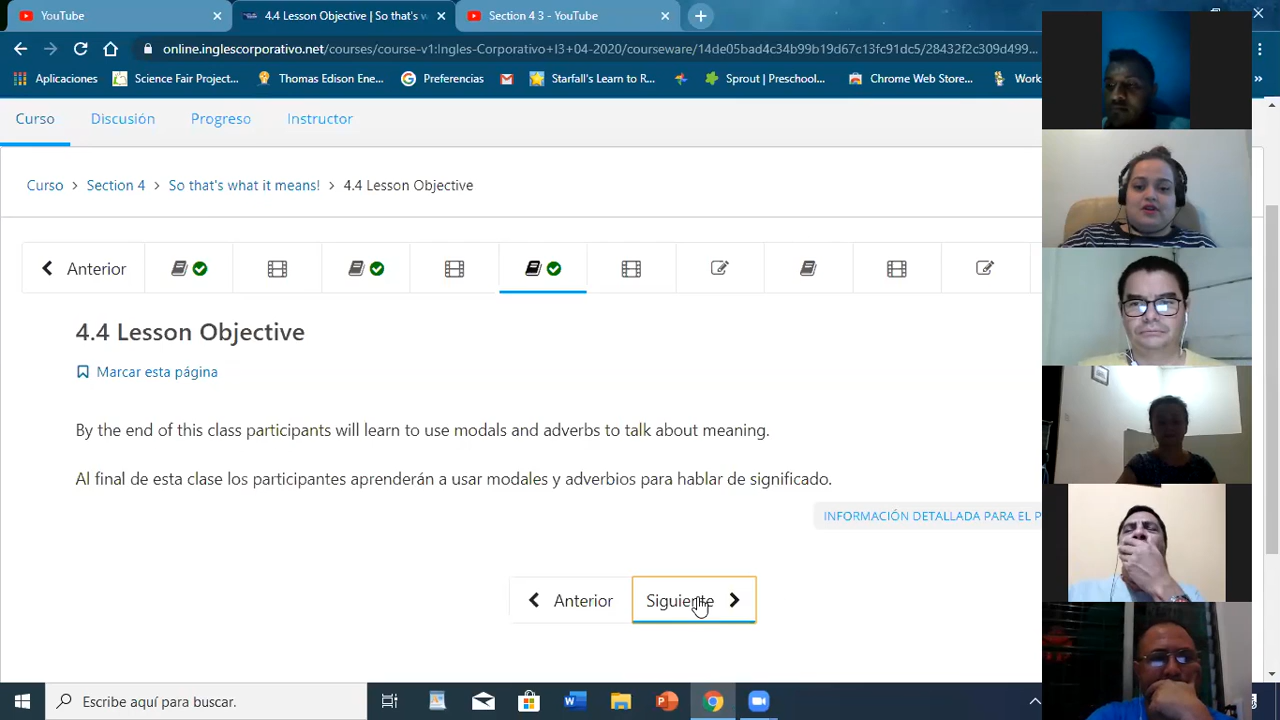 YouTube
4.4 Lesson Objective | So that's w
Section 4 3 - YouTube
online.inglescorporativo.net/courses/course-v1:Ingles-Corporativo+I3+04-2020/courseware/14de05bad4c34b99b19d67c13fc91dc5/28432f2c309d499...
Aplicaciones
Science Fair Project...
Thomas Edison Ene...
Preferencias
Starfall's Learn to R...
Sprout | Preschool...
Chrome Web Store...
Curso
Discusión
Progreso
Instructor
Curso > Section 4 > So that's what it means! > 4.4 Lesson Objective
Anterior
4.4 Lesson Objective
Marcar esta página
By the end of this class participants will learn to use modals and adverbs to talk about meaning.
Al final de esta clase los participantes aprenderán a usar modales y adverbios para hablar de significado.
INFORMACIÓN DETALLADA PARA EL P
Anterior
Siguiente
Escribe aquí para buscar.